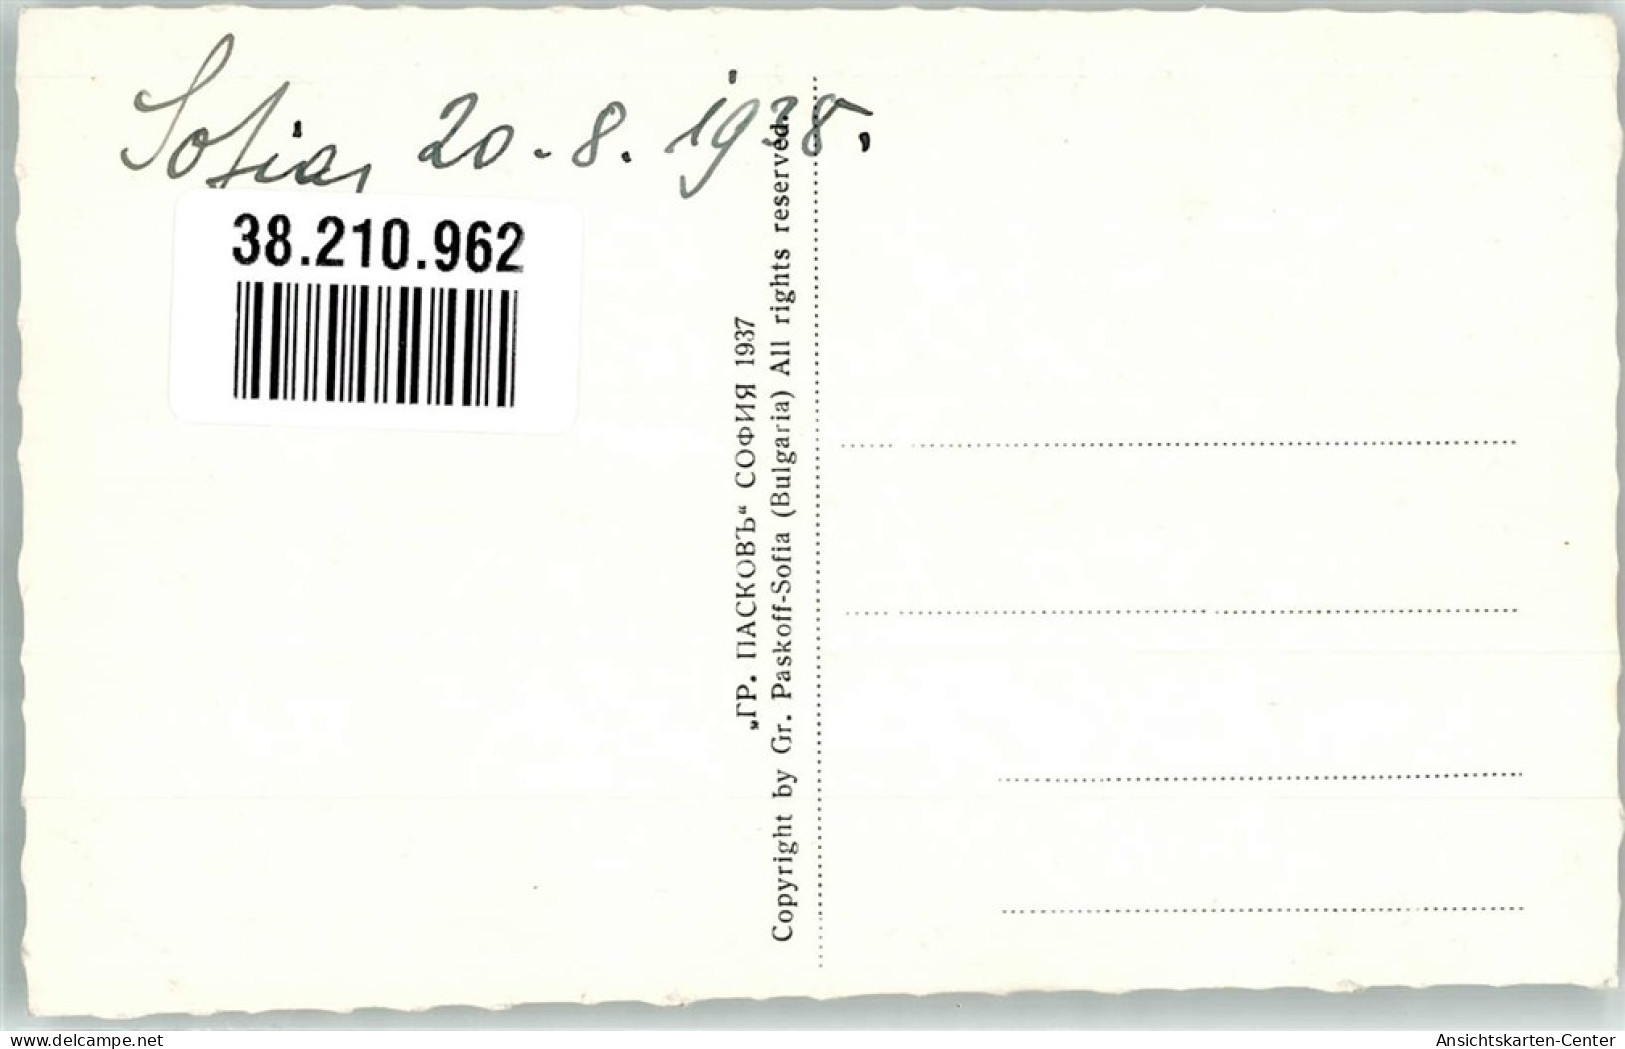 Sofia, 20.8.1938.
38.210.962
„ГР. ПАСКОВЪ“ СОФИЯ 1937
Copyright by Gr. Paskoff-Sofia (Bulgaria) All rights reserved.
www.delcampe.net
Ansichtskarten-Center